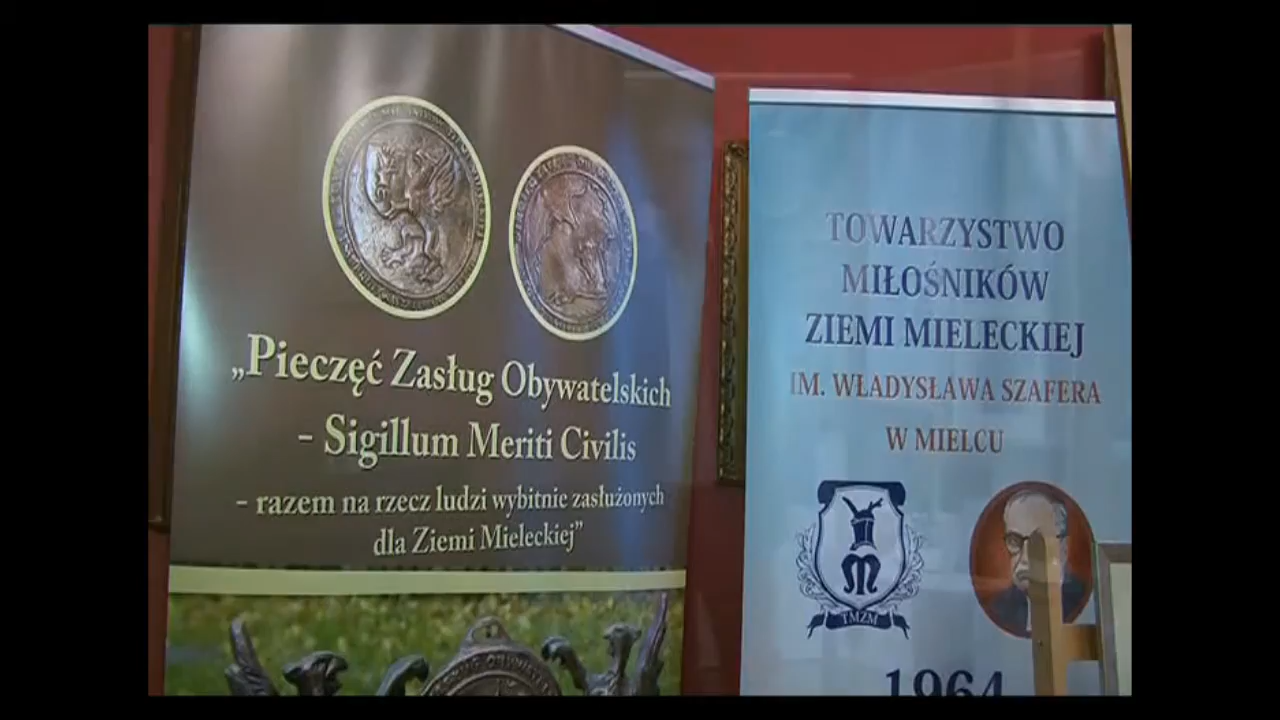 „Pieczęć Zasług Obywatelskich
– Sigillum Meriti Civilis
– razem na rzecz ludzi wybitnie zasłużonych
dla Ziemi Mieleckiej”
TOWARZYSTWO
MIŁOŚNIKÓW
ZIEMI MIELECKIEJ
IM. WŁADYSŁAWA SZAFERA
W MIELCU
TMZM
1964